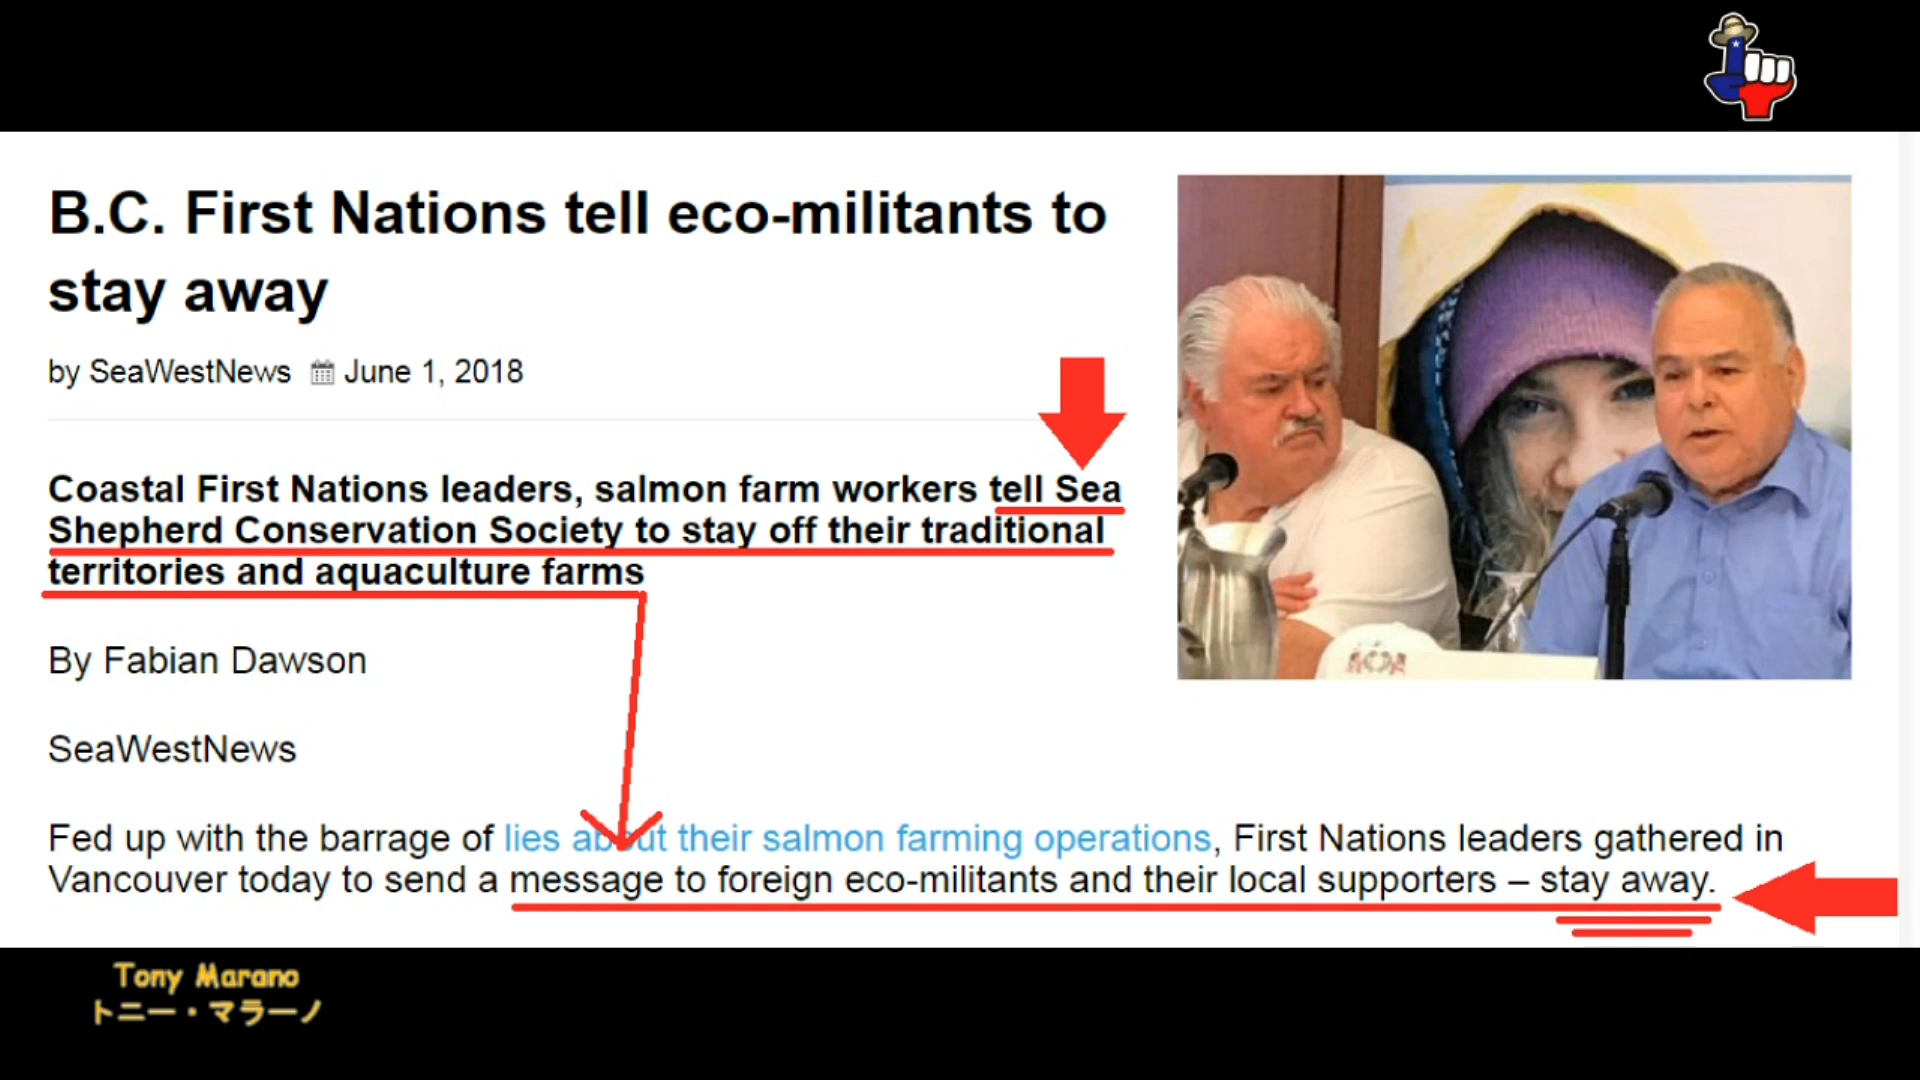 B.C. First Nations tell eco-militants to
stay away
by SeaWestNews June 1, 2018
Coastal First Nations leaders, salmon farm workers tell Sea
Shepherd Conservation Society to stay off their traditional
territories and aquaculture farms
By Fabian Dawson
SeaWestNews
Fed up with the barrage of lies about their salmon farming operations, First Nations leaders gathered in
Vancouver today to send a message to foreign eco-militants and their local supporters – stay away.
Tony Marano
トニー・マラーノ